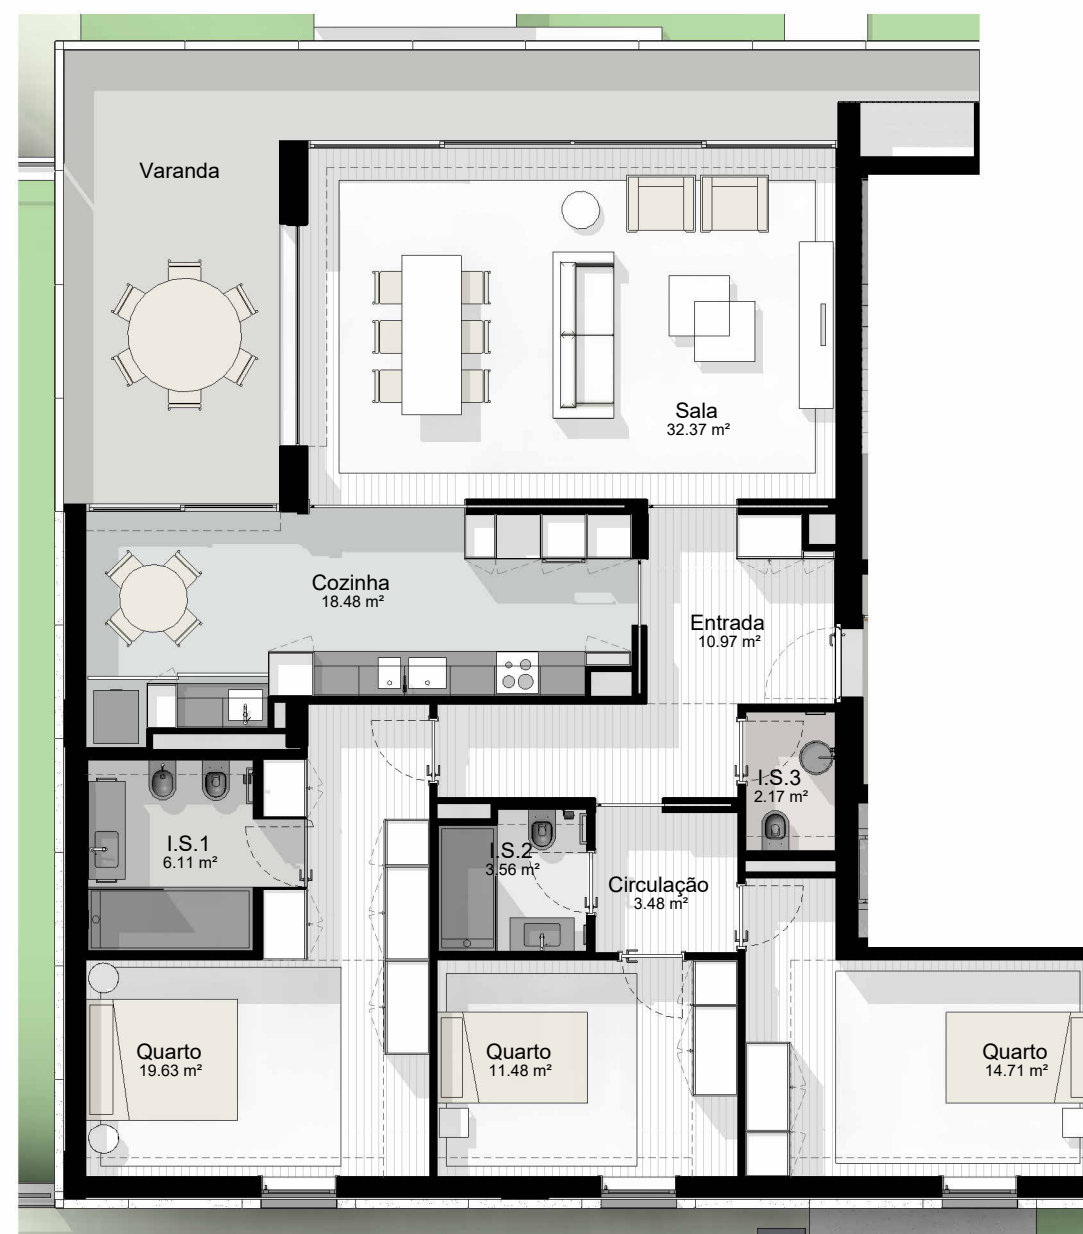 Varanda
Sala
32.37 m²
Cozinha
18.48 m²
Entrada
10.97 m²
I.S.3
2.17 m²
I.S.1
6.11 m²
I.S.2
3.56 m²
Circulação
3.48 m²
Quarto
19.63 m²
Quarto
11.48 m²
Quarto
14.71 m²